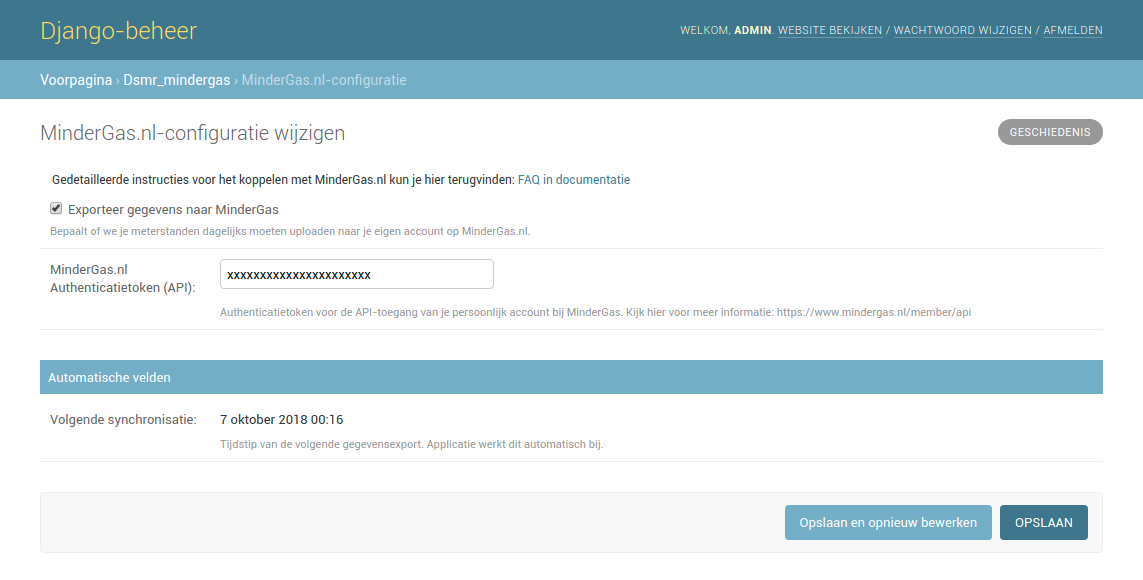 Django-beheer
WELKOM, ADMIN. WEBSITE BEKIJKEN / WACHTWOORD WIJZIGEN / AFMELDEN
Voorpagina › Dsmr_mindergas › MinderGas.nl-configuratie
MinderGas.nl-configuratie wijzigen
GESCHIEDENIS
Gedetailleerde instructies voor het koppelen met MinderGas.nl kun je hier terugvinden: FAQ in documentatie
Exporteer gegevens naar MinderGas
Bepaalt of we je meterstanden dagelijks moeten uploaden naar je eigen account op MinderGas.nl.
MinderGas.nl
Authenticatietoken (API):
xxxxxxxxxxxxxxxxxxxxxx
Authenticatietoken voor de API-toegang van je persoonlijk account bij MinderGas. Kijk hier voor meer informatie: https://www.mindergas.nl/member/api
Automatische velden
Volgende synchronisatie:
7 oktober 2018 00:16
Tijdstip van de volgende gegevensexport. Applicatie werkt dit automatisch bij.
Opslaan en opnieuw bewerken
OPSLAAN